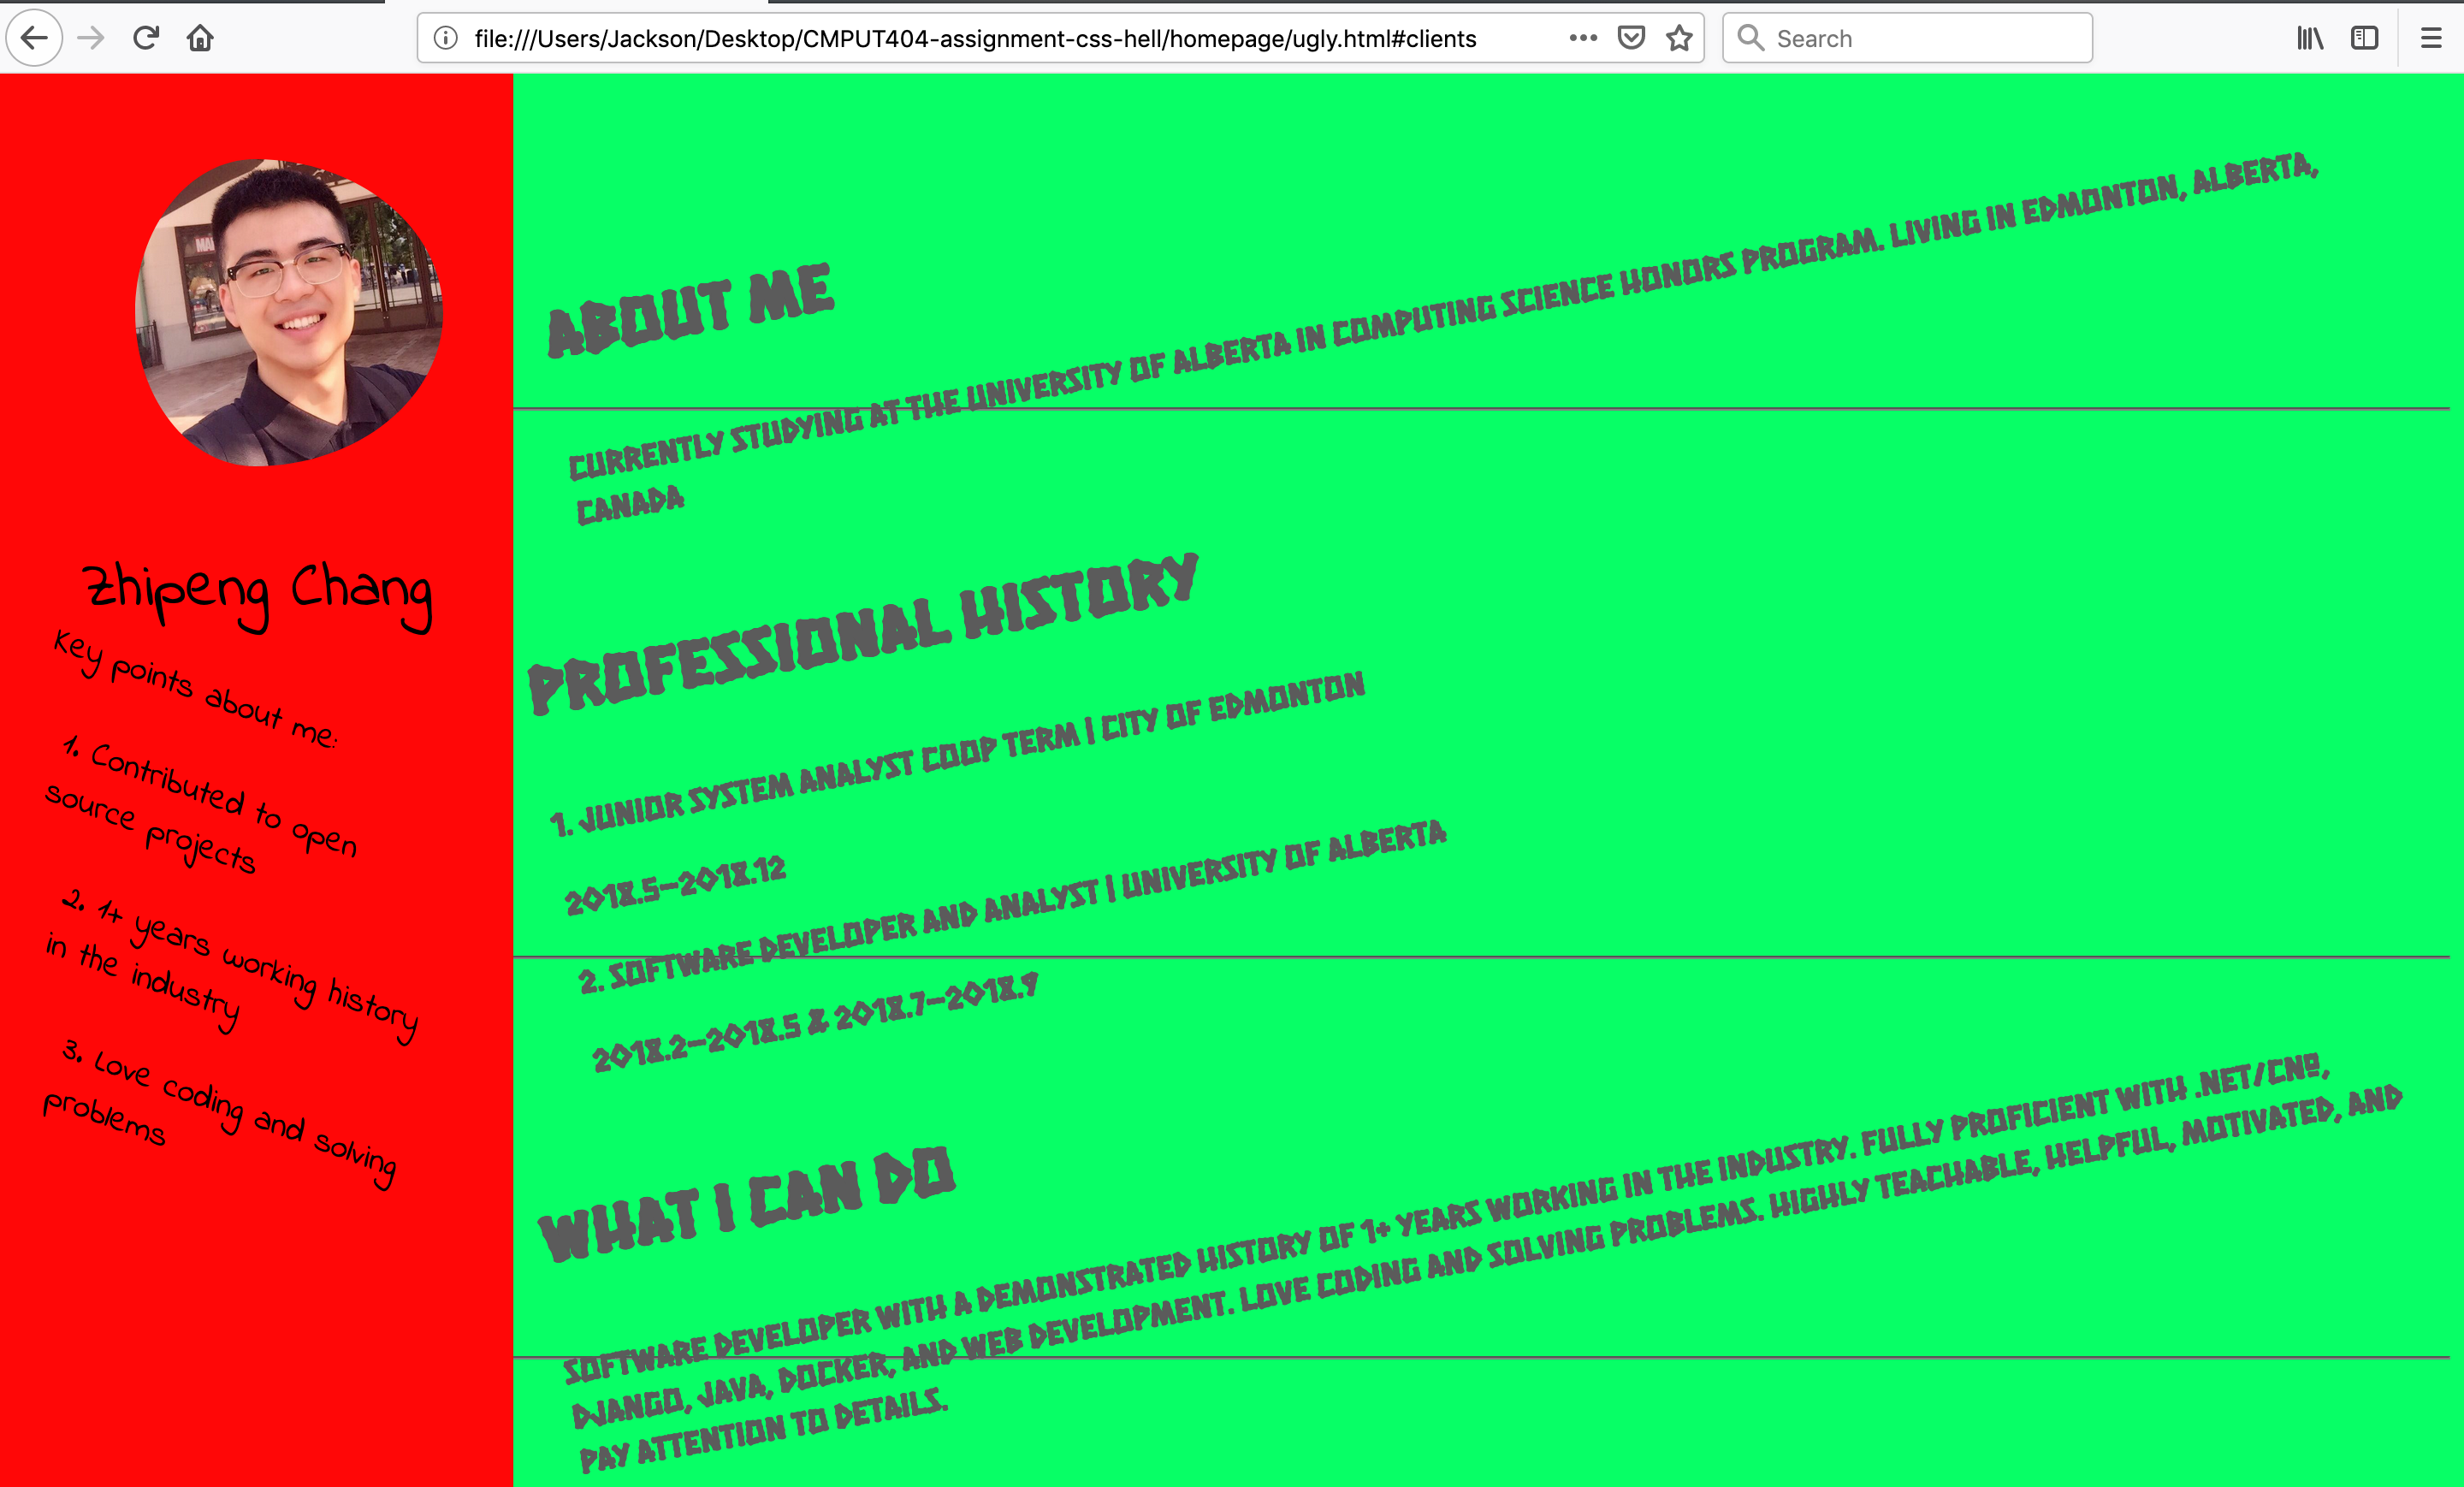 file:///Users/Jackson/Desktop/CMPUT404-assignment-css-hell/homepage/ugly.html#clients
Search
Zhipeng Chang
Key points about me:
1. Contributed to open
source projects
2. 1+ years working history
in the industry
3. Love coding and solving
problems
ABOUT ME
CURRENTLY STUDYING AT THE UNIVERSITY OF ALBERTA IN COMPUTING SCIENCE HONORS PROGRAM. LIVING IN EDMONTON, ALBERTA,
CANADA
PROFESSIONAL HISTORY
1. JUNIOR SYSTEM ANALYST COOP TERM | CITY OF EDMONTON
2018.5-2018.12
2. SOFTWARE DEVELOPER AND ANALYST | UNIVERSITY OF ALBERTA
2018.2-2018.5 & 2018.7-2018.9
WHAT I CAN DO
SOFTWARE DEVELOPER WITH A DEMONSTRATED HISTORY OF 1+ YEARS WORKING IN THE INDUSTRY. FULLY PROFICIENT WITH .NET/CNº,
DJANGO, JAVA, DOCKER, AND WEB DEVELOPMENT. LOVE CODING AND SOLVING PROBLEMS. HIGHLY TEACHABLE, HELPFUL, MOTIVATED, AND
PAY ATTENTION TO DETAILS.